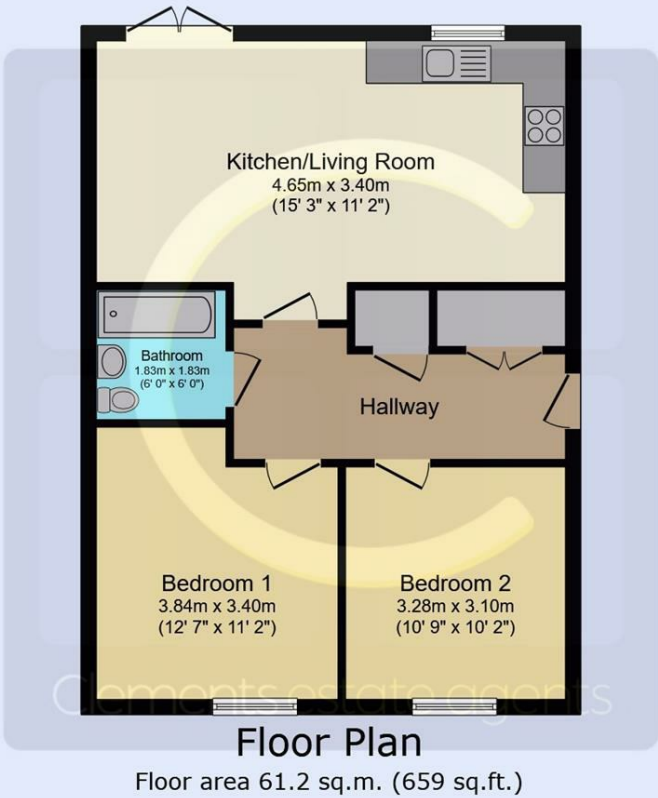 Kitchen/Living Room
4.65m x 3.40m
(15' 3" x 11' 2")
Bathroom
1.83m x 1.83m
(6' 0" x 6' 0")
Hallway
Bedroom 1
3.84m x 3.40m
(12' 7" x 11' 2")
Bedroom 2
3.28m x 3.10m
(10' 9" x 10' 2")
Clements estate agents
Floor Plan
Floor area 61.2 sq.m. (659 sq.ft.)